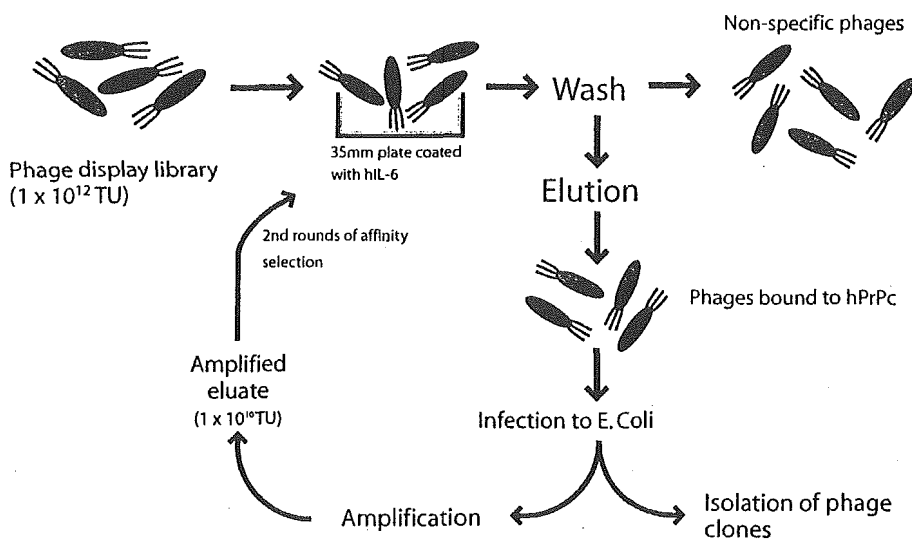 Non-specific phages
Wash
35mm plate coated
with hIL-6
Phage display library
(1 x 10¹² TU)
Elution
2nd rounds of affinity
selection
Phages bound to hPrPc
Amplified
eluate
(1 x 10¹⁰TU)
Infection to E. Coli
Amplification
Isolation of phage
clones